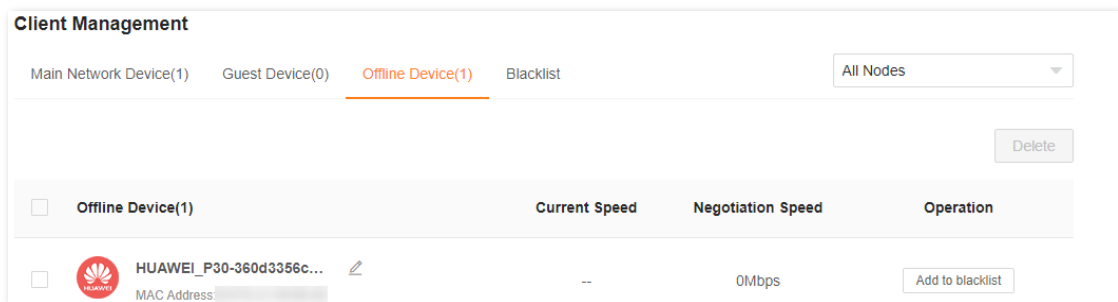 Client Management
Main Network Device(1) Guest Device(0) Offline Device(1) Blacklist All Nodes
Delete
Offline Device(1) Current Speed Negotiation Speed Operation
HUAWEI
HUAWEI_P30-360d3356c...
-- 0Mbps Add to blacklist
MAC Address: